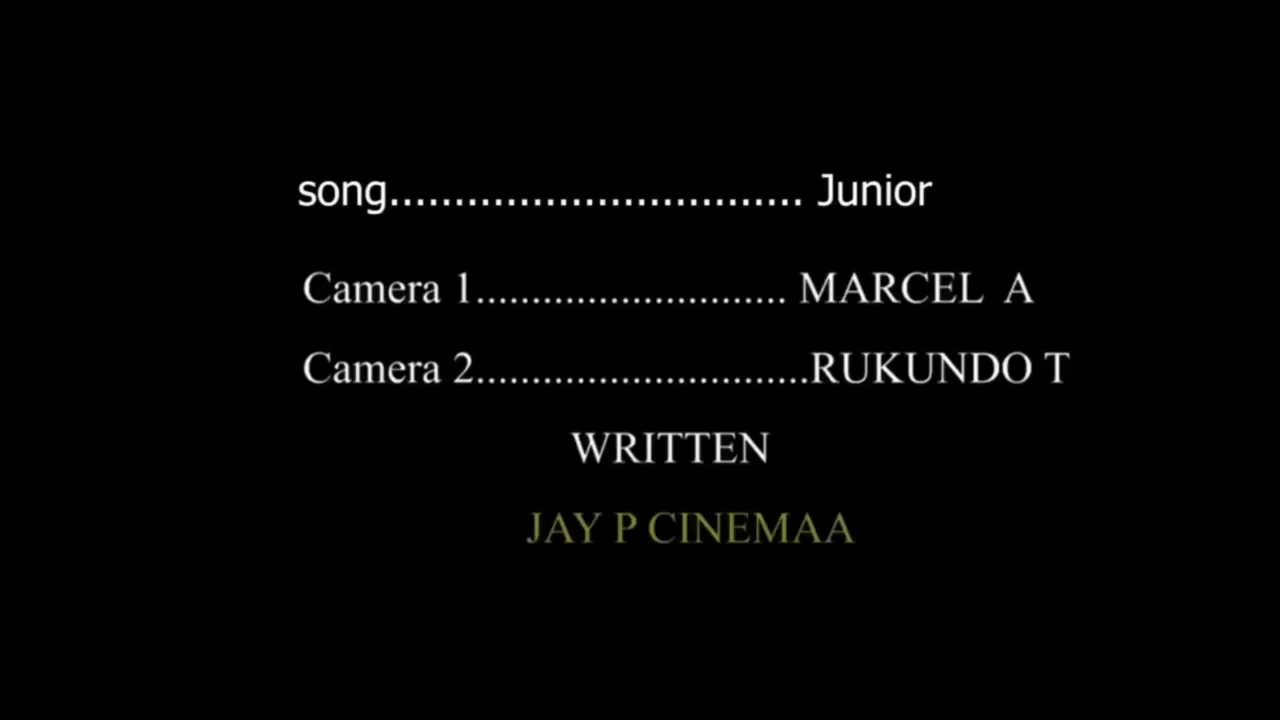 song................................ Junior
Camera 1............................ MARCEL A
Camera 2..............................RUKUNDO T
WRITTEN
JAY P CINEMAA